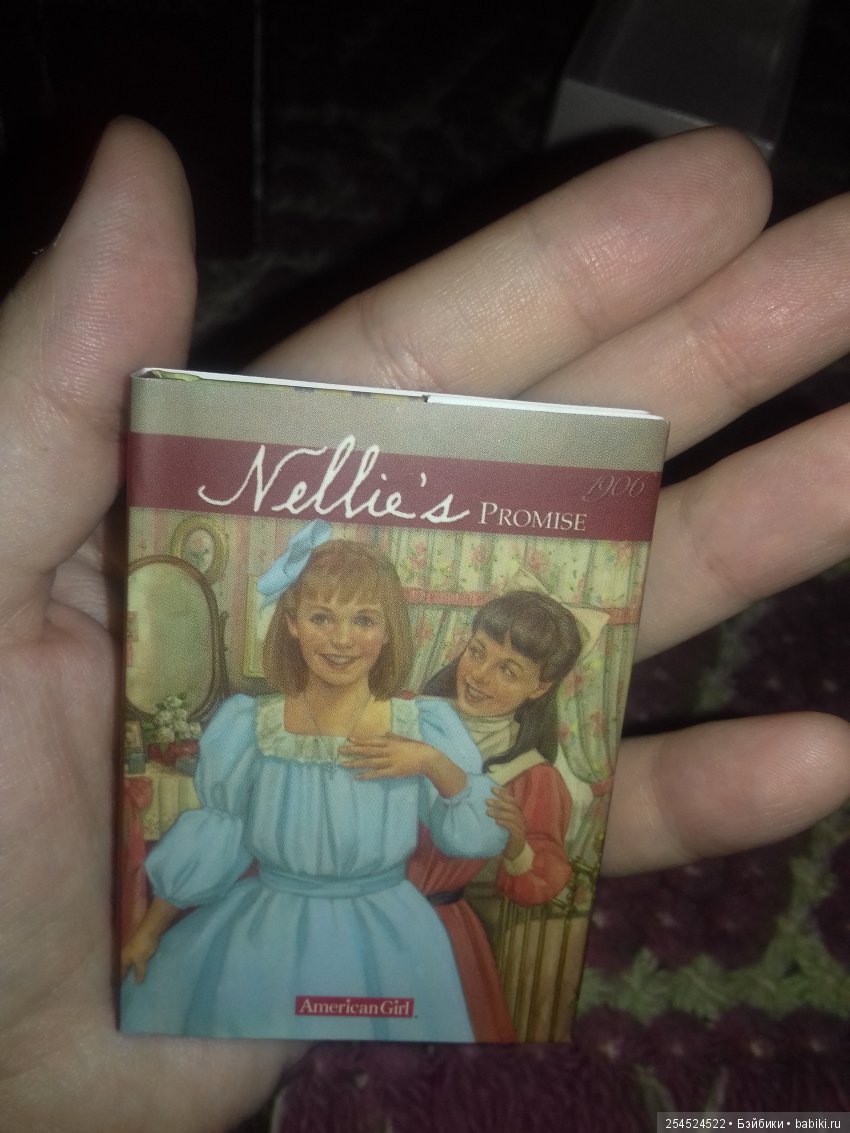 1906
Nellie's PROMISE
American Girl
254524522 • Бэйбики • babiki.ru